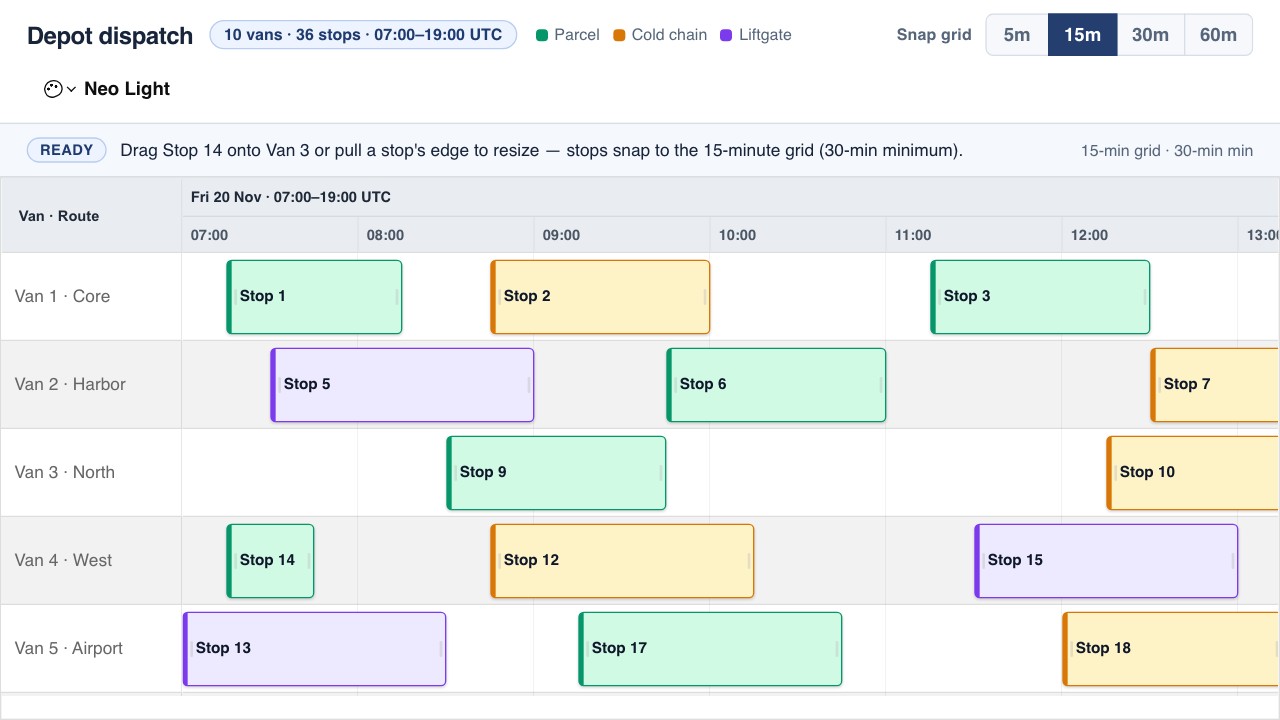 Depot dispatch
10 vans · 36 stops · 07:00–19:00 UTC
Parcel
Cold chain
Liftgate
Snap grid
5m
15m
30m
60m
Neo Light
READY
Drag Stop 14 onto Van 3 or pull a stop's edge to resize — stops snap to the 15-minute grid (30-min minimum).
15-min grid · 30-min min
Van · Route
Fri 20 Nov · 07:00–19:00 UTC
07:00
08:00
09:00
10:00
11:00
12:00
13:00
Van 1 · Core
Stop 1
Stop 2
Stop 3
Van 2 · Harbor
Stop 5
Stop 6
Stop 7
Van 3 · North
Stop 9
Stop 10
Van 4 · West
Stop 14
Stop 12
Stop 15
Van 5 · Airport
Stop 13
Stop 17
Stop 18